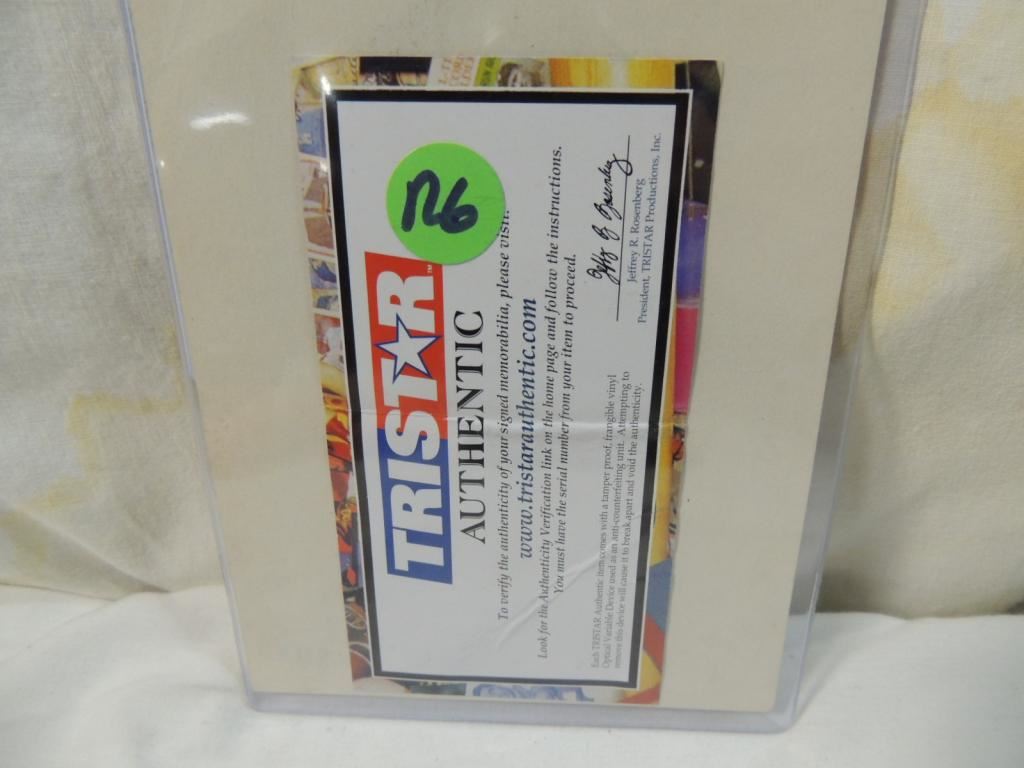 126
TRISTAR™
AUTHENTIC
To verify the authenticity of your signed memorabilia, please visit:
www.tristarauthentic.com
Look for the Authenticity Verification link on the home page and follow the instructions.
You must have the serial number from your item to proceed.
Each TRISTAR Authentic item comes with a tamper proof, frangible vinyl
Optical Variable Device used as an anti-counterfeiting unit. Attempting to
remove this device will cause it to break apart and void the authenticity.
Jeffrey R. Rosenberg
President, TRISTAR Productions, Inc.